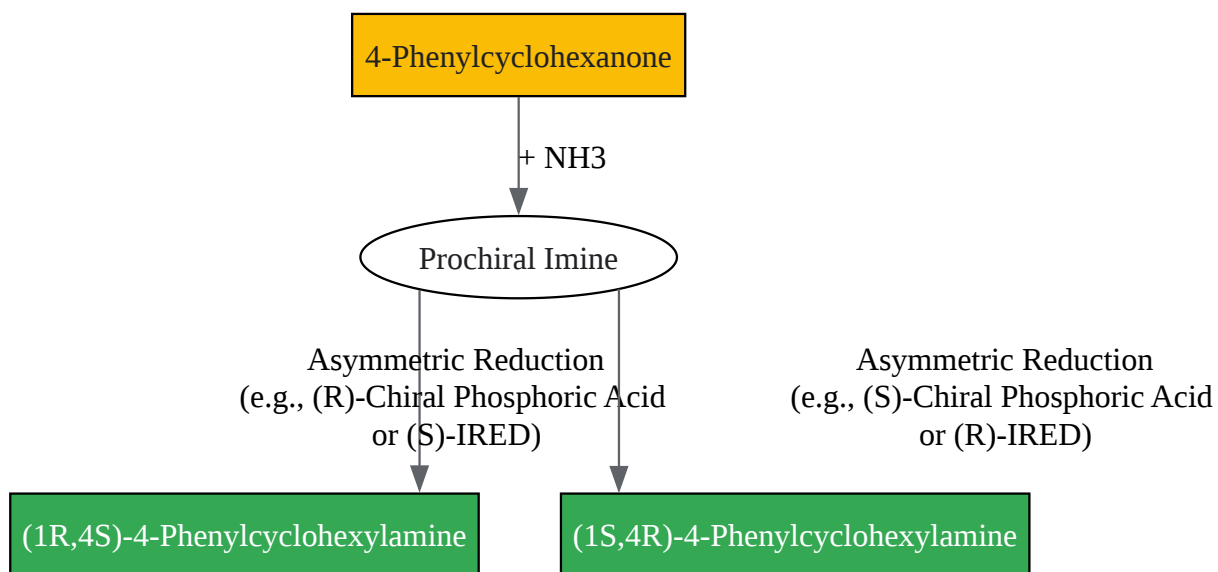 4-Phenylcyclohexanone
+ NH3
Prochiral Imine
Asymmetric Reduction
(e.g., (R)-Chiral Phosphoric Acid
or (S)-IRED)
Asymmetric Reduction
(e.g., (S)-Chiral Phosphoric Acid
or (R)-IRED)
(1R,4S)-4-Phenylcyclohexylamine
(1S,4R)-4-Phenylcyclohexylamine